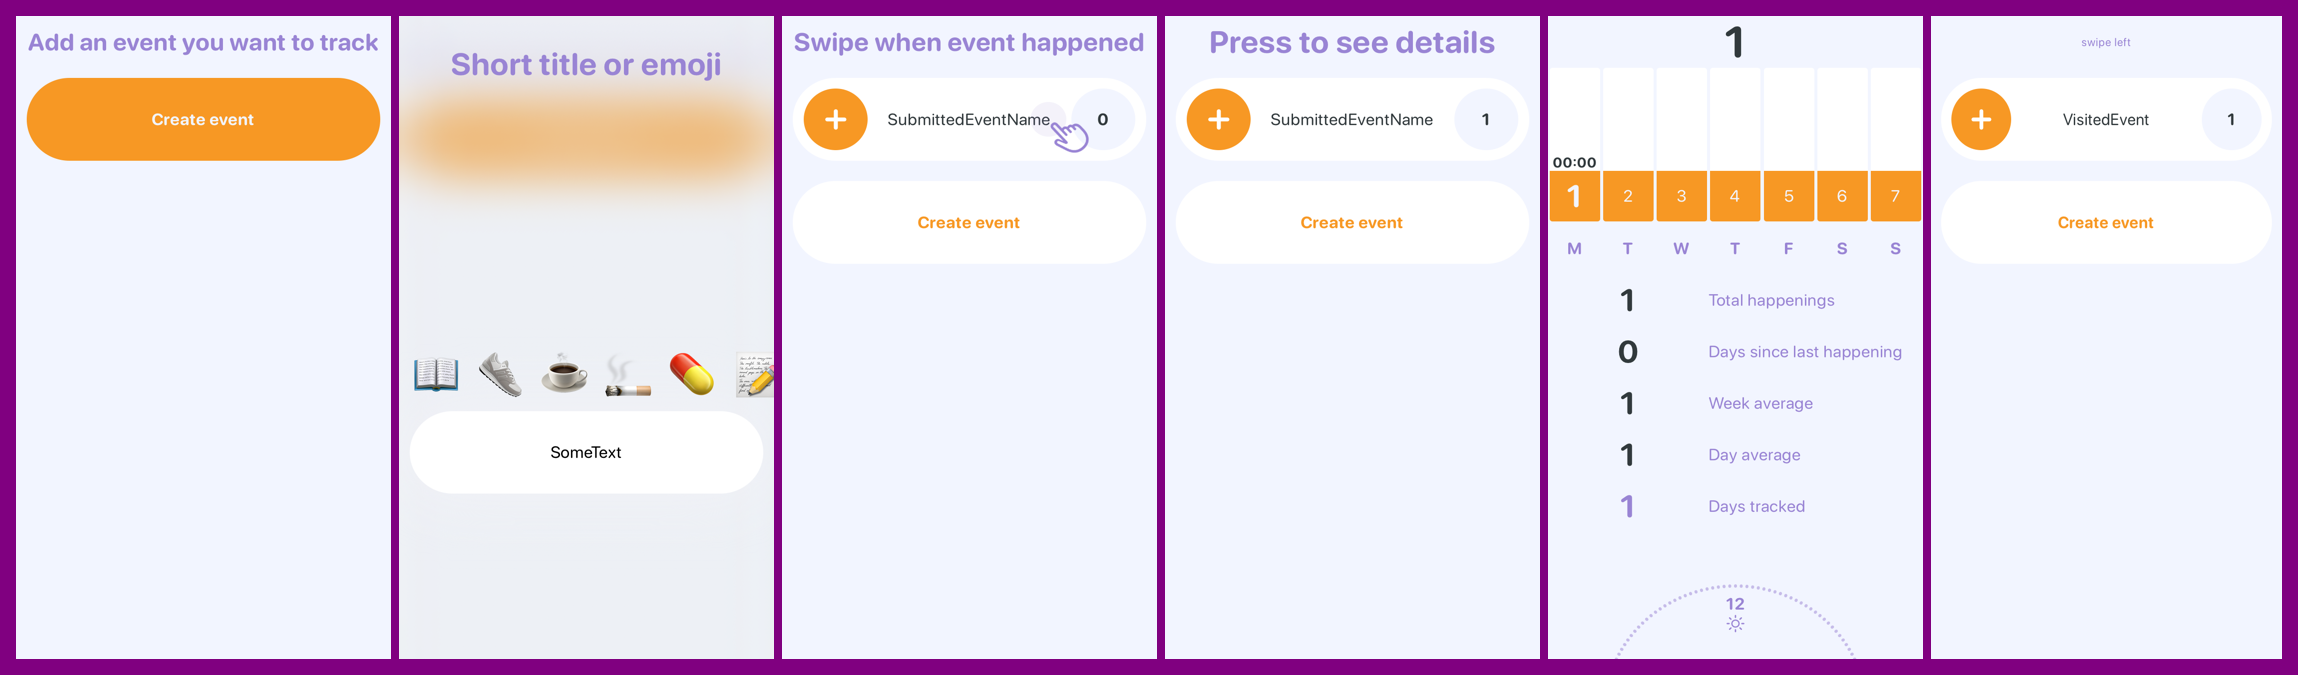 Add an event you want to track
Create event
Short title or emoji
SomeText
Swipe when event happened
SubmittedEventName
0
Create event
Press to see details
SubmittedEventName
1
Create event
1
00:00
1 2 3 4 5 6 7
M T W T F S S
1 Total happenings
0 Days since last happening
1 Week average
1 Day average
1 Days tracked
12
swipe left
VisitedEvent
1
Create event